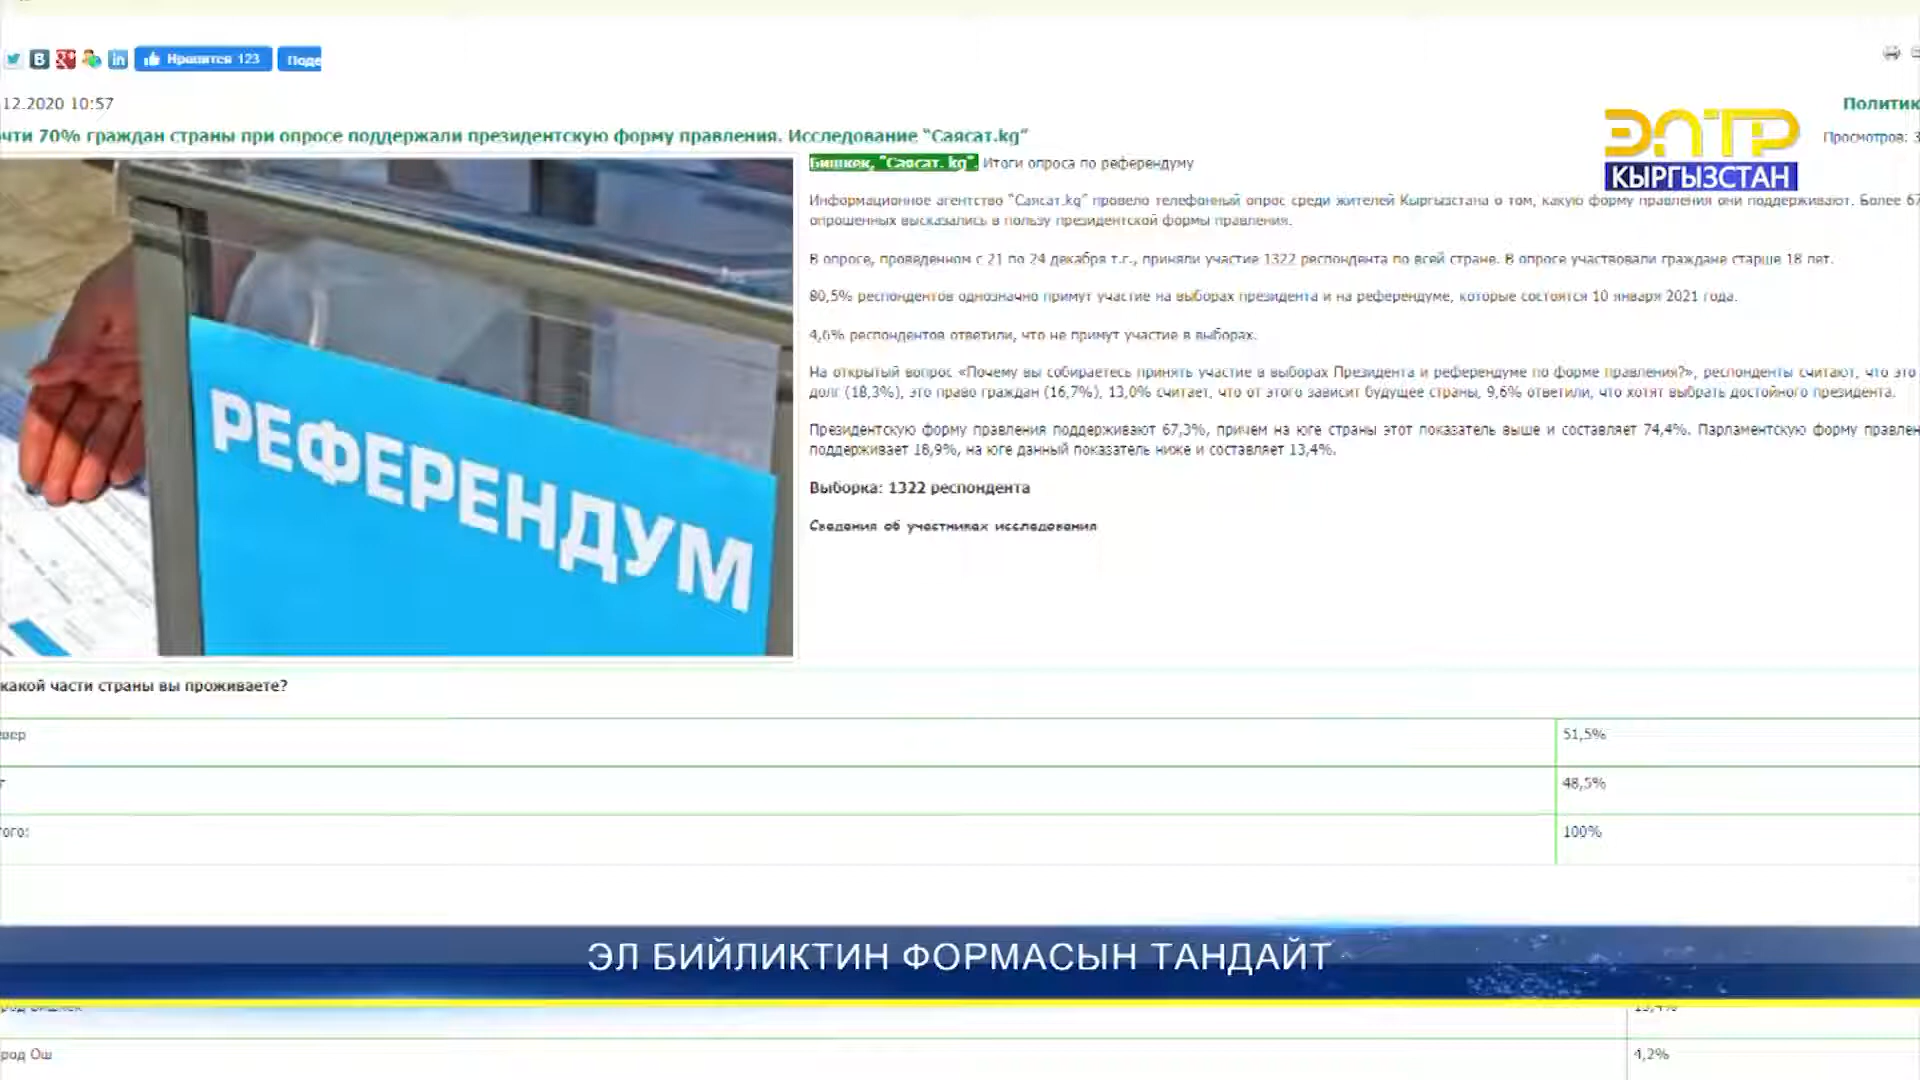 Нравится 123
12.2020 10:57
Политик
чти 70% граждан страны при опросе поддержали президентскую форму правления. Исследование "Саясат.kg"
Просмотров: 3
ЭЛТР
КЫРГЫЗСТАН
Бишкек, "Саясат. kg". Итоги опроса по референдуму
Информационное агентство "Саясат.kg" провело телефонный опрос среди жителей Кыргызстана о том, какую форму правления они поддерживают. Более 67
опрошенных высказались в пользу президентской формы правления.
В опросе, проведенном с 21 по 24 декабря т.г., приняли участие 1322 респондента по всей стране. В опросе участвовали граждане старше 18 лет.
80,5% респондентов однозначно примут участие на выборах президента и на референдуме, которые состоятся 10 января 2021 года.
4,6% респондентов ответили, что не примут участие в выборах.
На открытый вопрос «Почему вы собираетесь принять участие в выборах Президента и референдуме по форме правления?», респонденты считают, что это
долг (18,3%), это право граждан (16,7%), 13,0% считает, что от этого зависит будущее страны, 9,6% ответили, что хотят выбрать достойного президента.
Президентскую форму правления поддерживают 67,3%, причем на юге страны этот показатель выше и составляет 74,4%. Парламентскую форму правлен
поддерживает 18,9%, на юге данный показатель ниже и составляет 13,4%.
Выборка: 1322 респондента
Сведения об участниках исследования
РЕФЕРЕНДУМ
какой части страны вы проживаете?
вер 51,5%
г 48,5%
ого: 100%
ЭЛ БИЙЛИКТИН ФОРМАСЫН ТАНДАЙТ
род Ош 4,2%